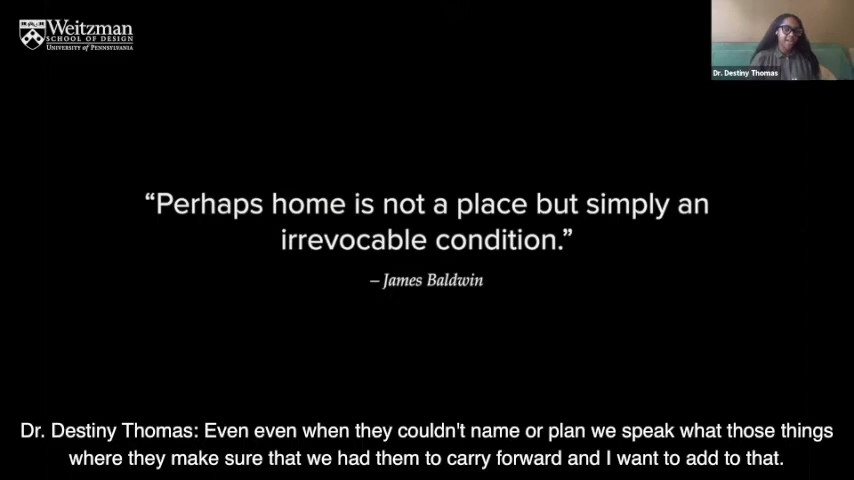 Weitzman
SCHOOL OF DESIGN
UNIVERSITY of PENNSYLVANIA
Dr. Destiny Thomas
“Perhaps home is not a place but simply an
irrevocable condition.”
– James Baldwin
Dr. Destiny Thomas: Even even when they couldn't name or plan we speak what those things
where they make sure that we had them to carry forward and I want to add to that.